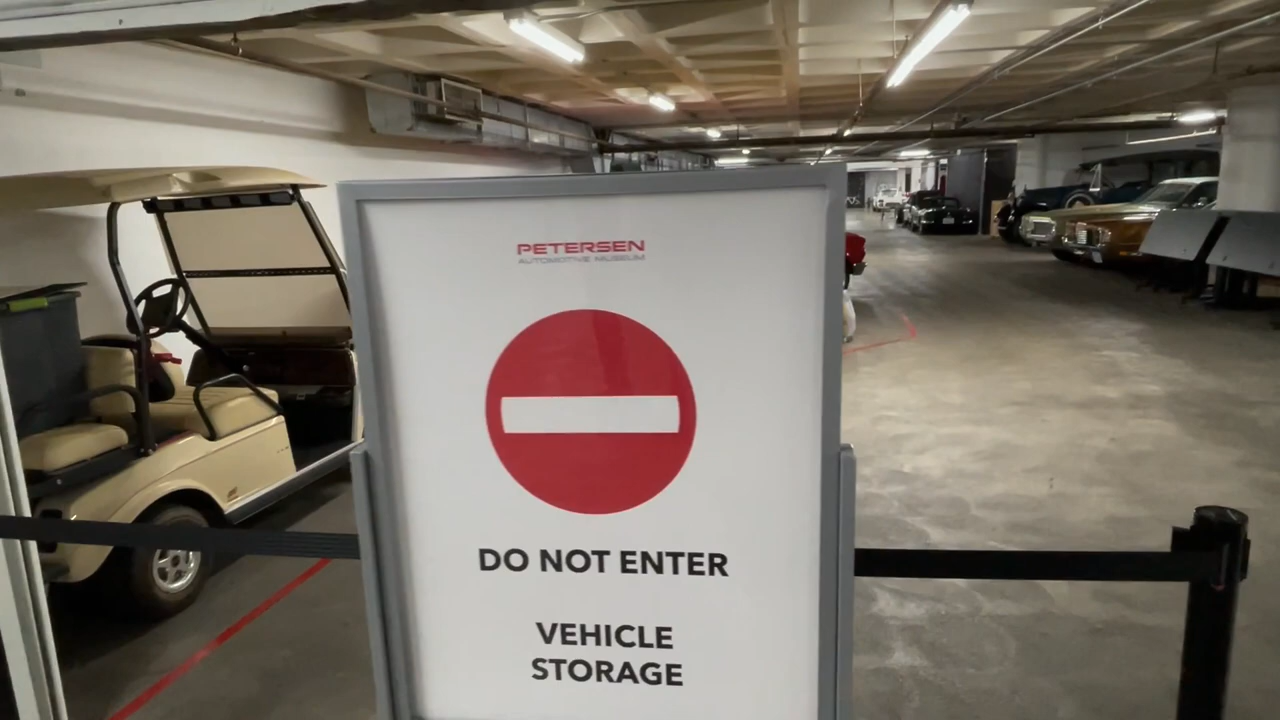 PETERSEN
AUTOMOTIVE MUSEUM
DO NOT ENTER
VEHICLE
STORAGE